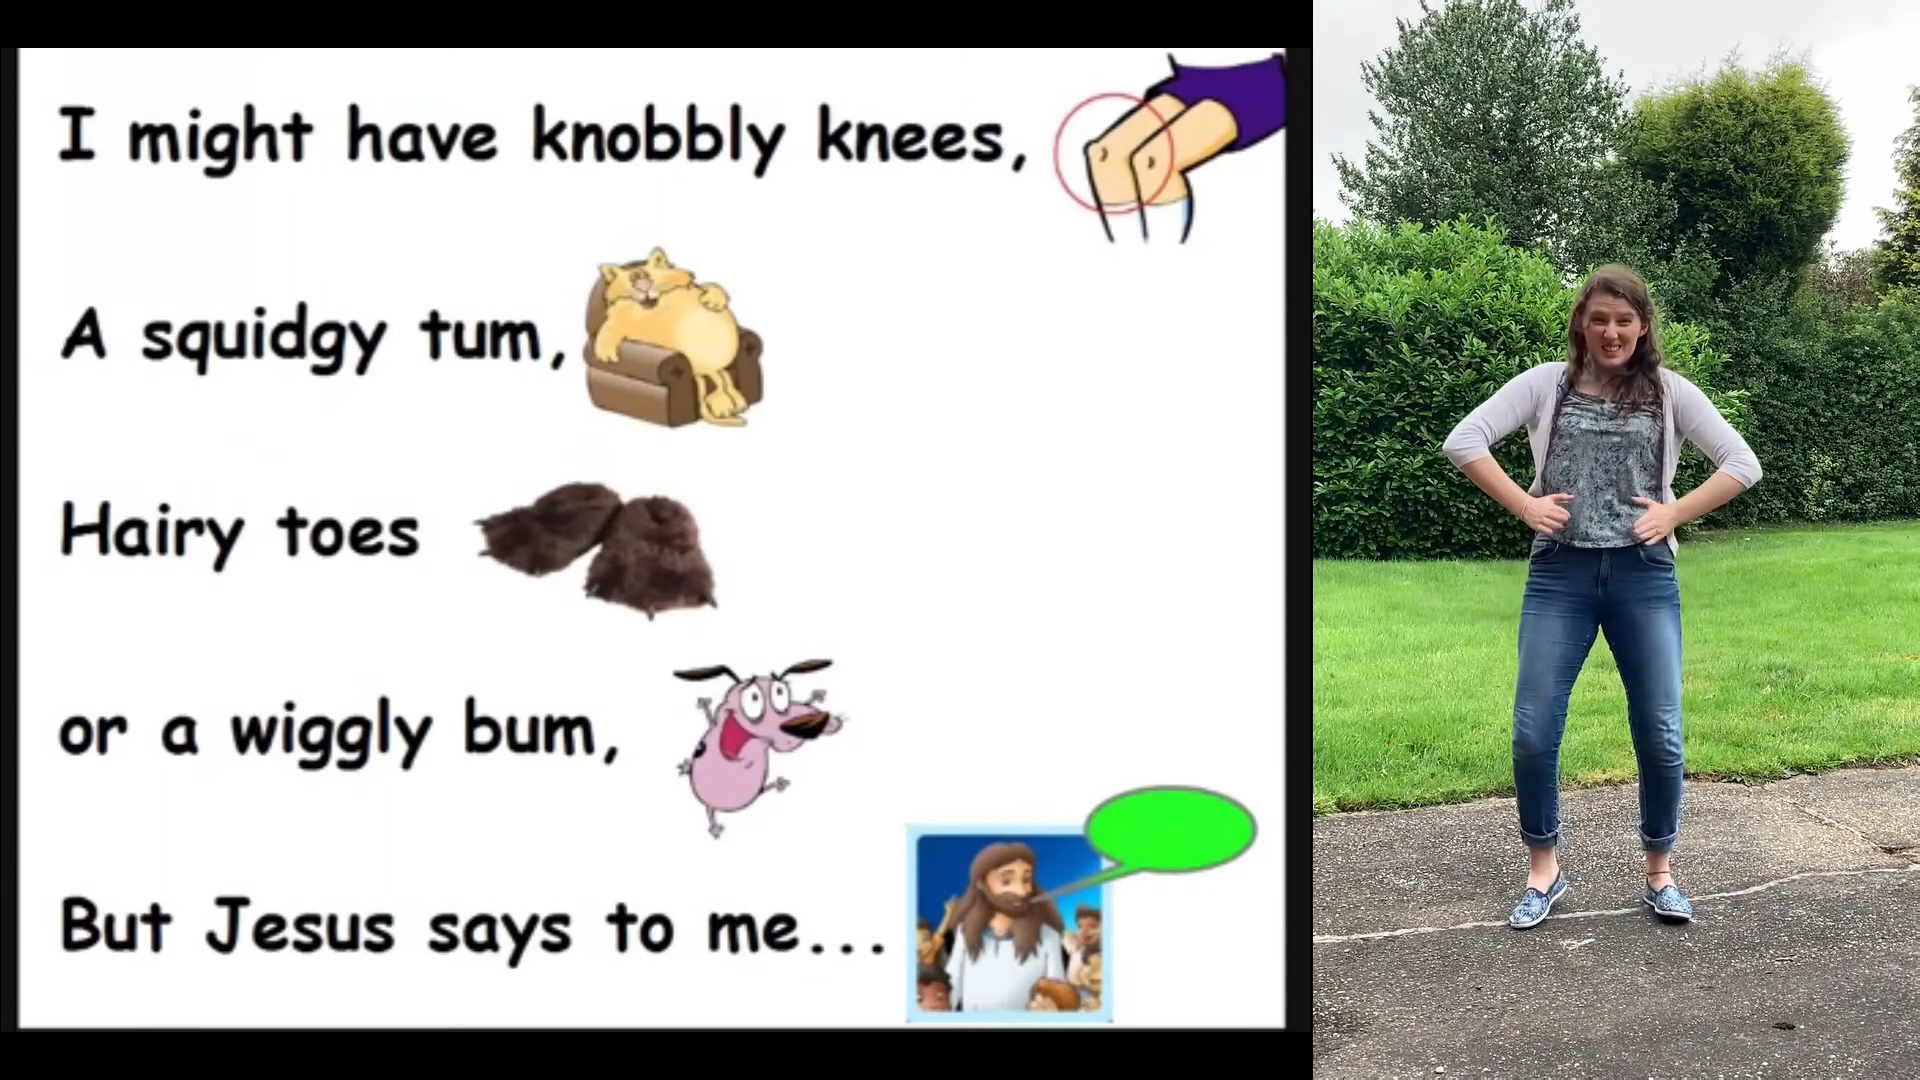 I might have knobbly knees,
A squidgy tum,
Hairy toes
or a wiggly bum,
But Jesus says to me...